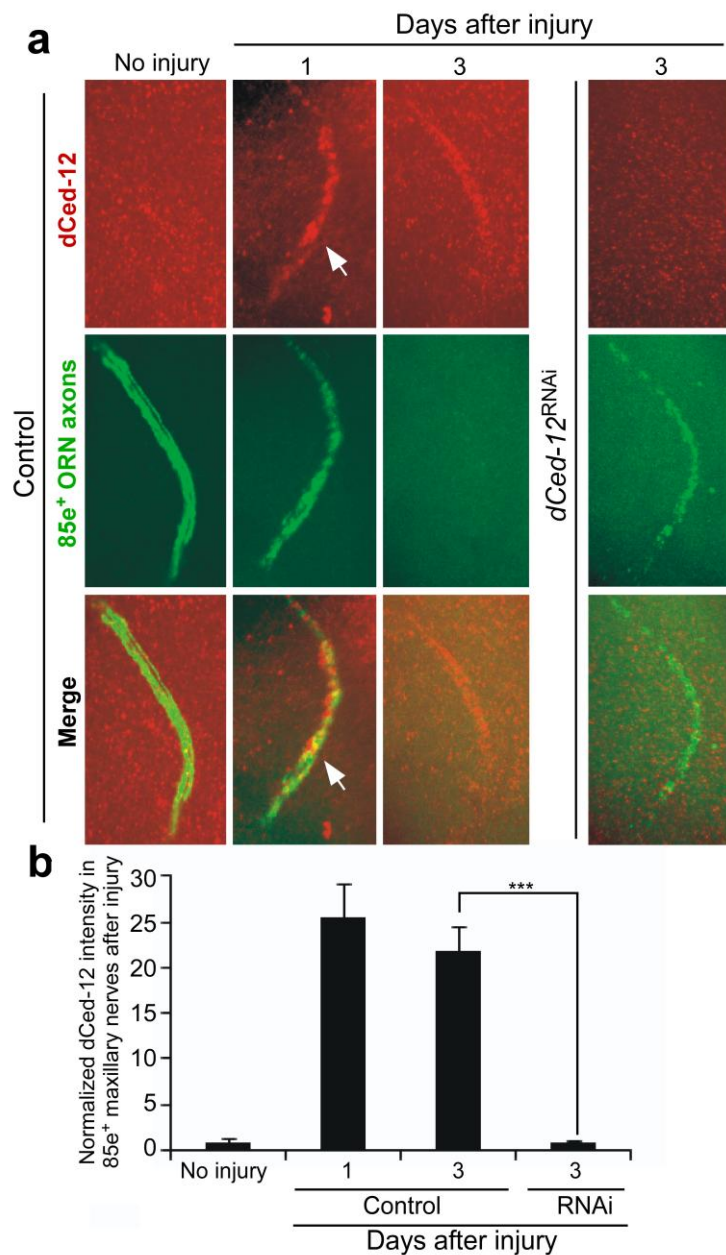 a
Days after injury
No injury
1
3
3
Control
dCed-12
85e⁺ ORN axons
Merge
dCed-12ᴿᴺᴬⁱ
b
Normalized dCed-12 intensity in
85e⁺ maxillary nerves after injury
30
25
20
15
10
5
0
***
No injury
1
3
3
Control
RNAi
Days after injury